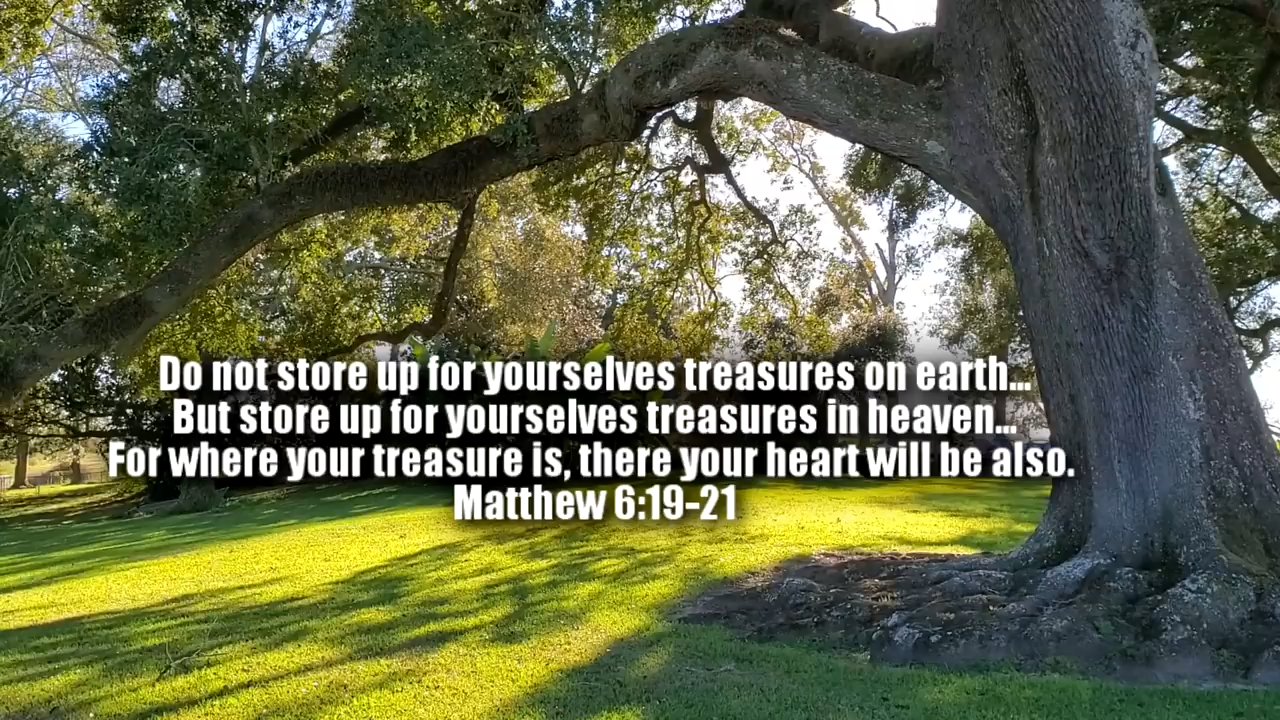 Do not store up for yourselves treasures on earth...
But store up for yourselves treasures in heaven...
For where your treasure is, there your heart will be also.
Matthew 6:19-21